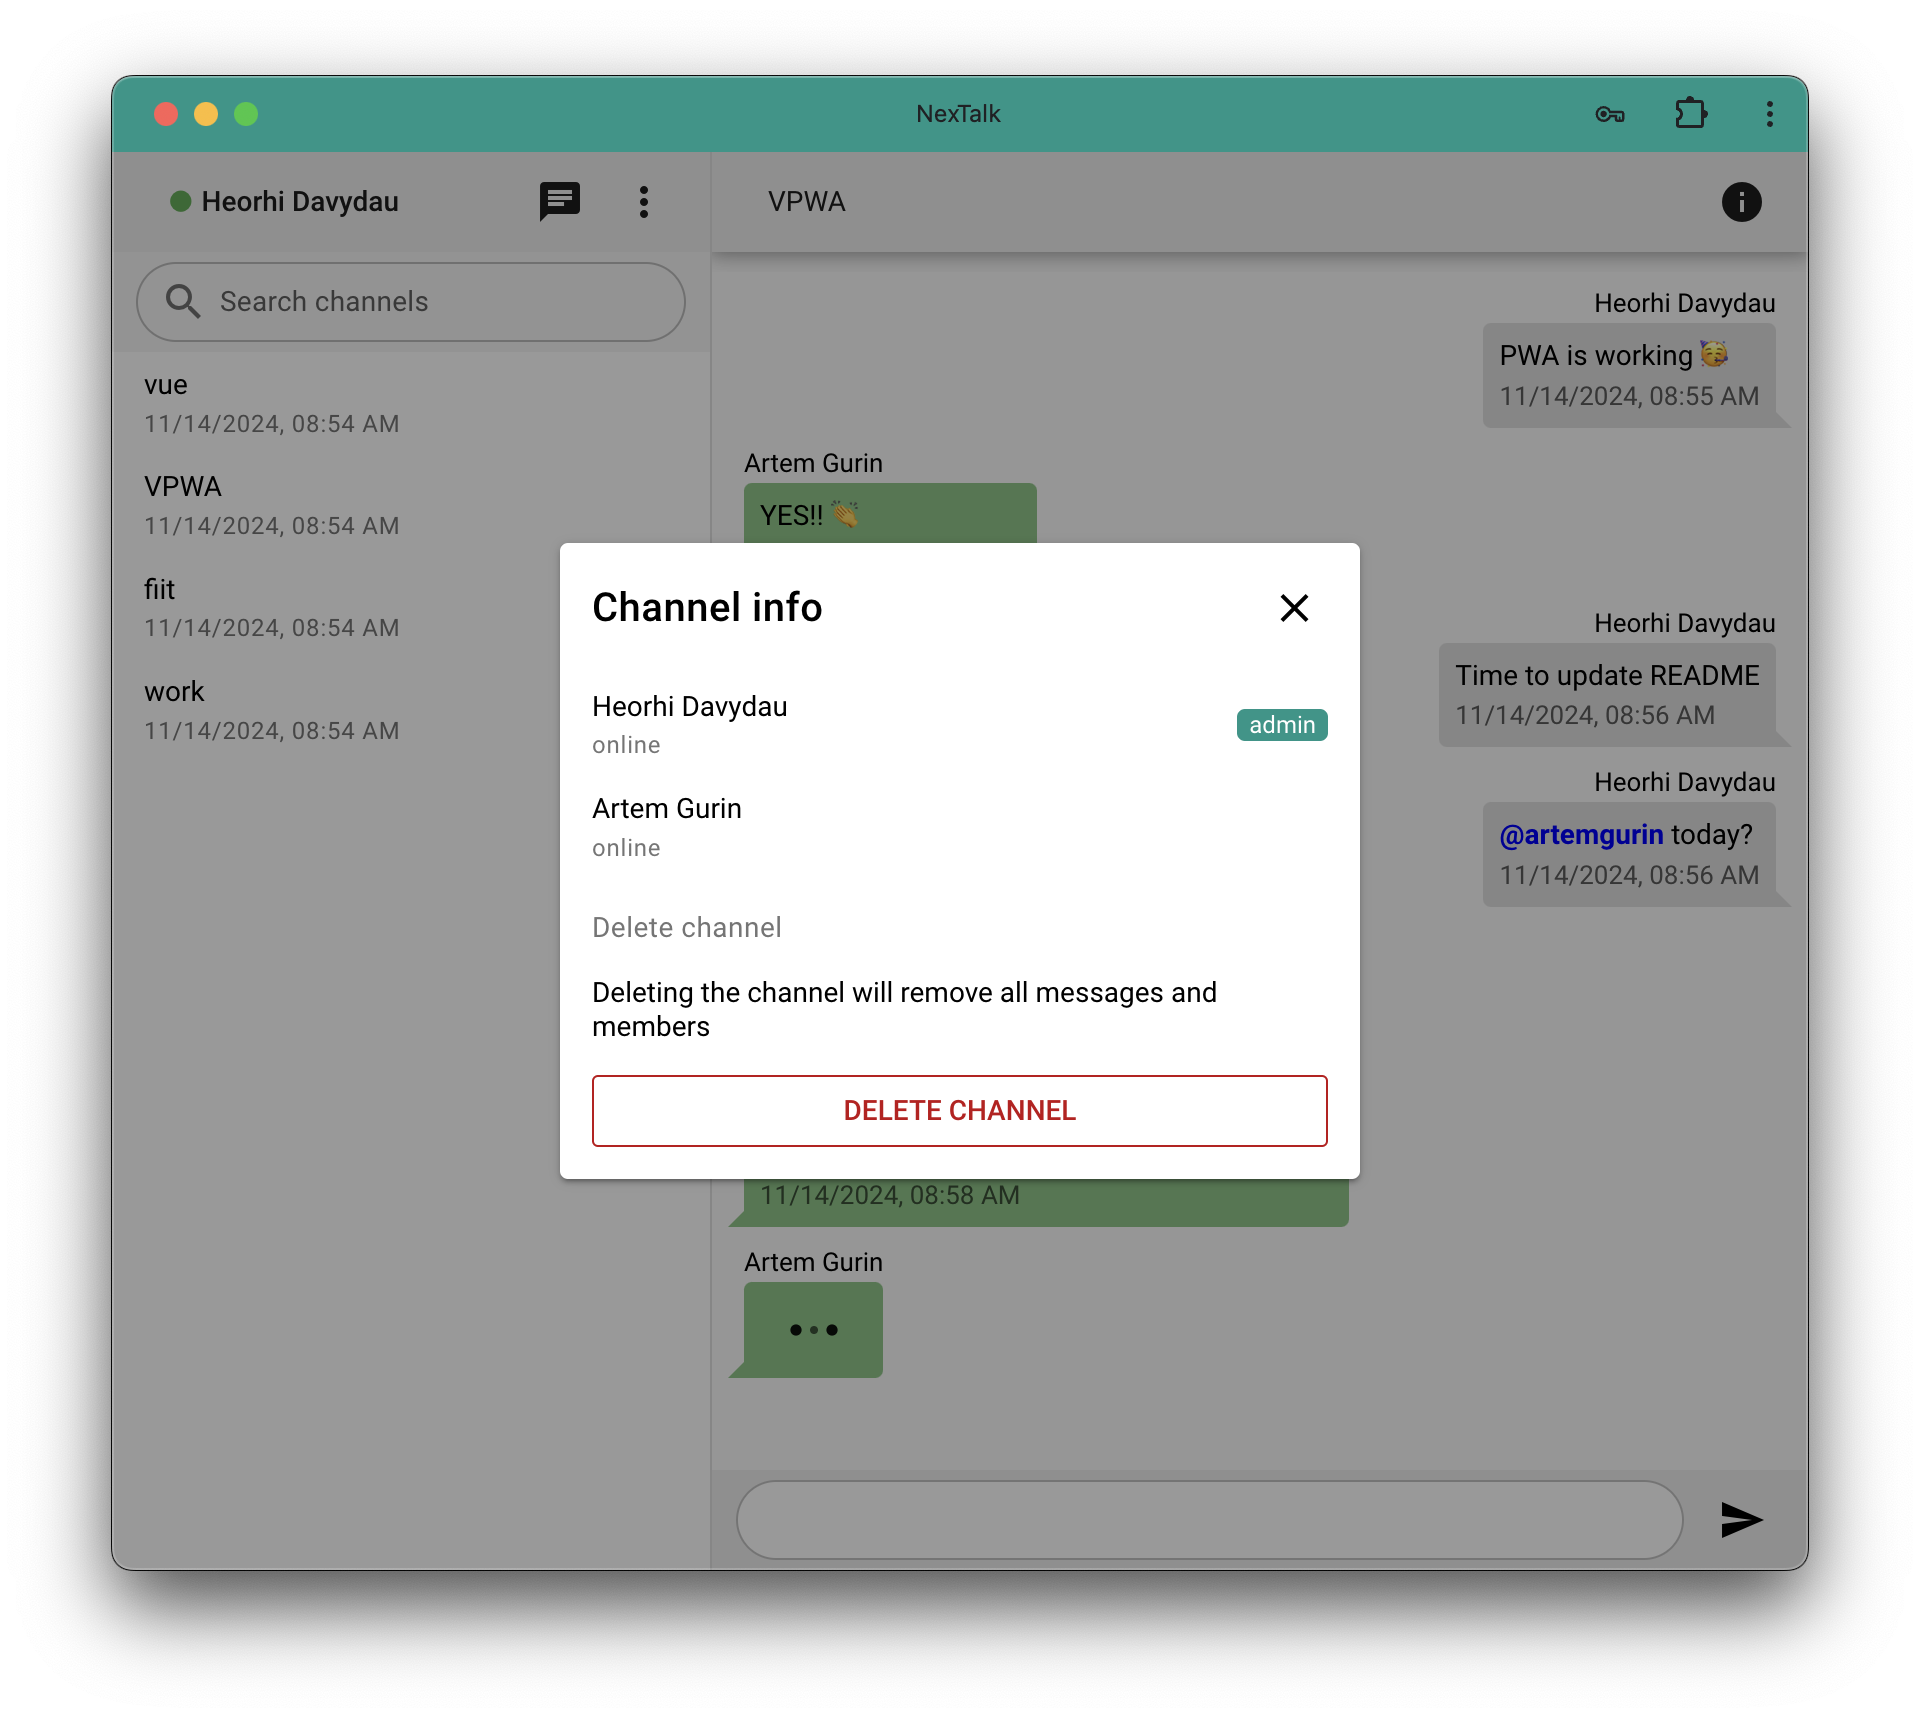 NexTalk
Heorhi Davydau
Search channels
vue
11/14/2024, 08:54 AM
VPWA
11/14/2024, 08:54 AM
fiit
11/14/2024, 08:54 AM
work
11/14/2024, 08:54 AM
VPWA
Heorhi Davydau
PWA is working 🥳
11/14/2024, 08:55 AM
Artem Gurin
YES!! 👏
Heorhi Davydau
Time to update README
11/14/2024, 08:56 AM
Heorhi Davydau
@artemgurin today?
11/14/2024, 08:56 AM
Channel info
Heorhi Davydau
online
admin
Artem Gurin
online
Delete channel
Deleting the channel will remove all messages and
members
DELETE CHANNEL
11/14/2024, 08:58 AM
Artem Gurin